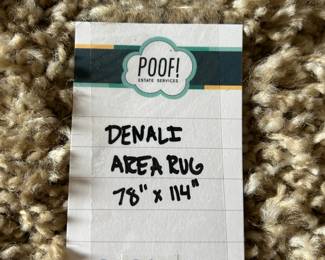 POOF!
ESTATE SERVICES
DENALI
AREA RUG
78" x 114"